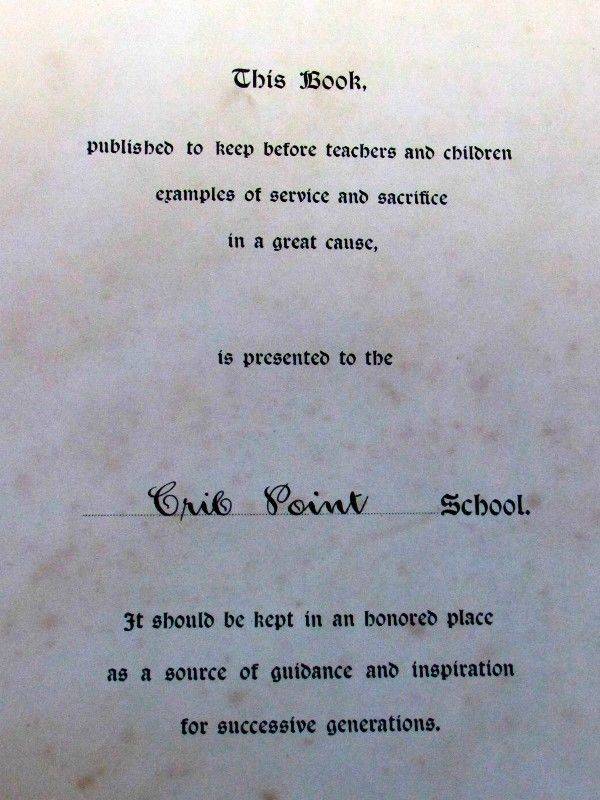 This Book,
published to keep before teachers and children
examples of service and sacrifice
in a great cause,
is presented to the
Crib Point School.
It should be kept in an honored place
as a source of guidance and inspiration
for successive generations.